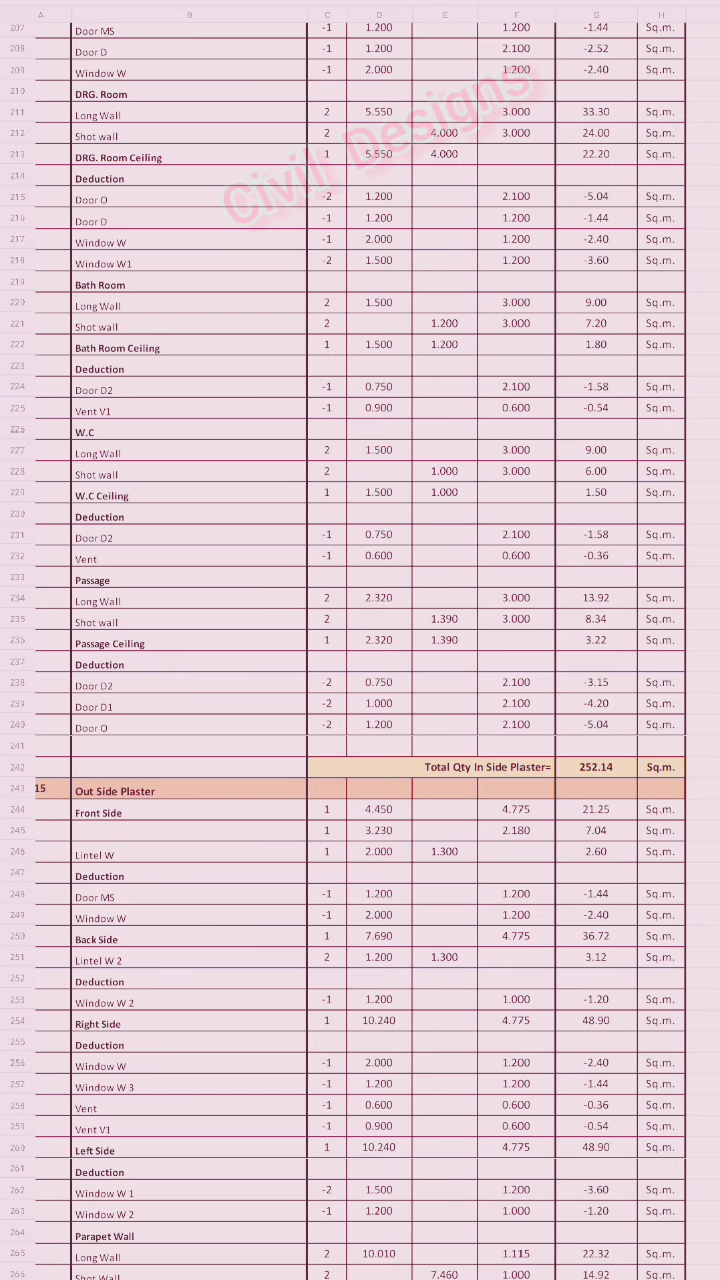 A B C D E F G H
207 Door MS -1 1.200 1.200 -1.44 Sq.m.
208 Door D -1 1.200 2.100 -2.52 Sq.m.
209 Window W -1 2.000 1.200 -2.40 Sq.m.
210 DRG. Room
211 Long Wall 2 5.550 3.000 33.30 Sq.m.
212 Shot wall 2 4.000 3.000 24.00 Sq.m.
213 DRG. Room Ceiling 1 5.550 4.000 22.20 Sq.m.
Civil Designs
214 Deduction
215 Door O -2 1.200 2.100 -5.04 Sq.m.
216 Door D -1 1.200 1.200 -1.44 Sq.m.
217 Window W -1 2.000 1.200 -2.40 Sq.m.
218 Window W1 -2 1.500 1.200 -3.60 Sq.m.
219 Bath Room
220 Long Wall 2 1.500 3.000 9.00 Sq.m.
221 Shot wall 2 1.200 3.000 7.20 Sq.m.
222 Bath Room Ceiling 1 1.500 1.200 1.80 Sq.m.
223 Deduction
224 Door D2 -1 0.750 2.100 -1.58 Sq.m.
225 Vent V1 -1 0.900 0.600 -0.54 Sq.m.
226 W.C
227 Long Wall 2 1.500 3.000 9.00 Sq.m.
228 Shot wall 2 1.000 3.000 6.00 Sq.m.
229 W.C Ceiling 1 1.500 1.000 1.50 Sq.m.
230 Deduction
231 Door D2 -1 0.750 2.100 -1.58 Sq.m.
232 Vent -1 0.600 0.600 -0.36 Sq.m.
233 Passage
234 Long Wall 2 2.320 3.000 13.92 Sq.m.
235 Shot wall 2 1.390 3.000 8.34 Sq.m.
236 Passage Ceiling 1 2.320 1.390 3.22 Sq.m.
237 Deduction
238 Door D2 -2 0.750 2.100 -3.15 Sq.m.
239 Door D1 -2 1.000 2.100 -4.20 Sq.m.
240 Door O -2 1.200 2.100 -5.04 Sq.m.
241
242 Total Qty In Side Plaster= 252.14 Sq.m.
243 15 Out Side Plaster
244 Front Side 1 4.450 4.775 21.25 Sq.m.
245 1 3.230 2.180 7.04 Sq.m.
246 Lintel W 1 2.000 1.300 2.60 Sq.m.
247 Deduction
248 Door MS -1 1.200 1.200 -1.44 Sq.m.
249 Window W -1 2.000 1.200 -2.40 Sq.m.
250 Back Side 1 7.690 4.775 36.72 Sq.m.
251 Lintel W 2 2 1.200 1.300 3.12 Sq.m.
252 Deduction
253 Window W 2 -1 1.200 1.000 -1.20 Sq.m.
254 Right Side 1 10.240 4.775 48.90 Sq.m.
255 Deduction
256 Window W -1 2.000 1.200 -2.40 Sq.m.
257 Window W 3 -1 1.200 1.200 -1.44 Sq.m.
258 Vent -1 0.600 0.600 -0.36 Sq.m.
259 Vent V1 -1 0.900 0.600 -0.54 Sq.m.
260 Left Side 1 10.240 4.775 48.90 Sq.m.
261 Deduction
262 Window W 1 -2 1.500 1.200 -3.60 Sq.m.
263 Window W 2 -1 1.200 1.000 -1.20 Sq.m.
264 Parapet Wall
265 Long Wall 2 10.010 1.115 22.32 Sq.m.
266 Shot Wall 2 7.460 1.000 14.92 Sq.m.